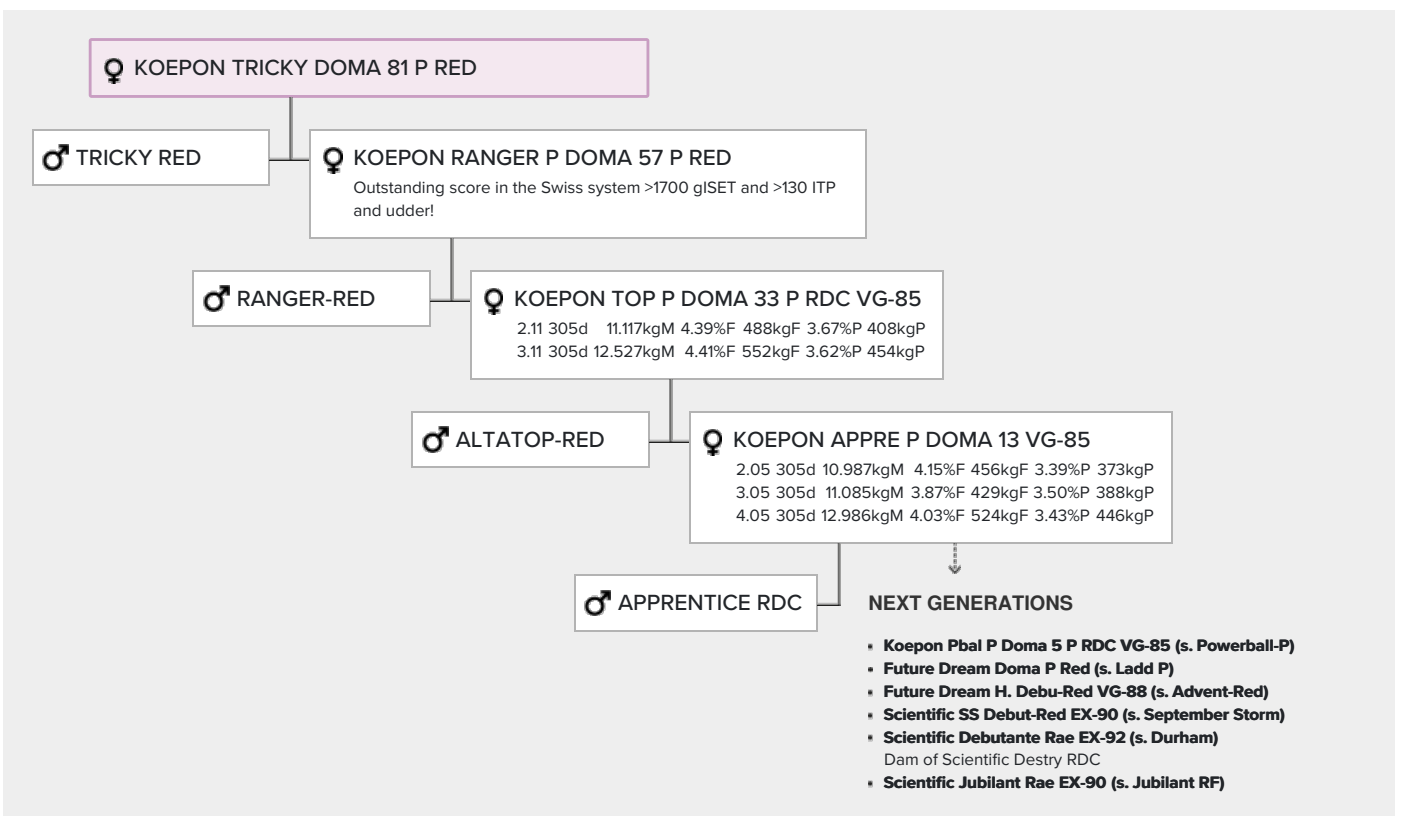 KOEPON TRICKY DOMA 81 P RED
TRICKY RED
KOEPON RANGER P DOMA 57 P RED
Outstanding score in the Swiss system >1700 gISET and >130 ITP
and udder!
RANGER-RED
KOEPON TOP P DOMA 33 P RDC VG-85
2.11 305d 11.117kgM 4.39%F 488kgF 3.67%P 408kgP
3.11 305d 12.527kgM 4.41%F 552kgF 3.62%P 454kgP
ALTATOP-RED
KOEPON APPRE P DOMA 13 VG-85
2.05 305d 10.987kgM 4.15%F 456kgF 3.39%P 373kgP
3.05 305d 11.085kgM 3.87%F 429kgF 3.50%P 388kgP
4.05 305d 12.986kgM 4.03%F 524kgF 3.43%P 446kgP
APPRENTICE RDC
NEXT GENERATIONS
Koepon Pbal P Doma 5 P RDC VG-85 (s. Powerball-P)
Future Dream Doma P Red (s. Ladd P)
Future Dream H. Debu-Red VG-88 (s. Advent-Red)
Scientific SS Debut-Red EX-90 (s. September Storm)
Scientific Debutante Rae EX-92 (s. Durham)
Dam of Scientific Destry RDC
Scientific Jubilant Rae EX-90 (s. Jubilant RF)